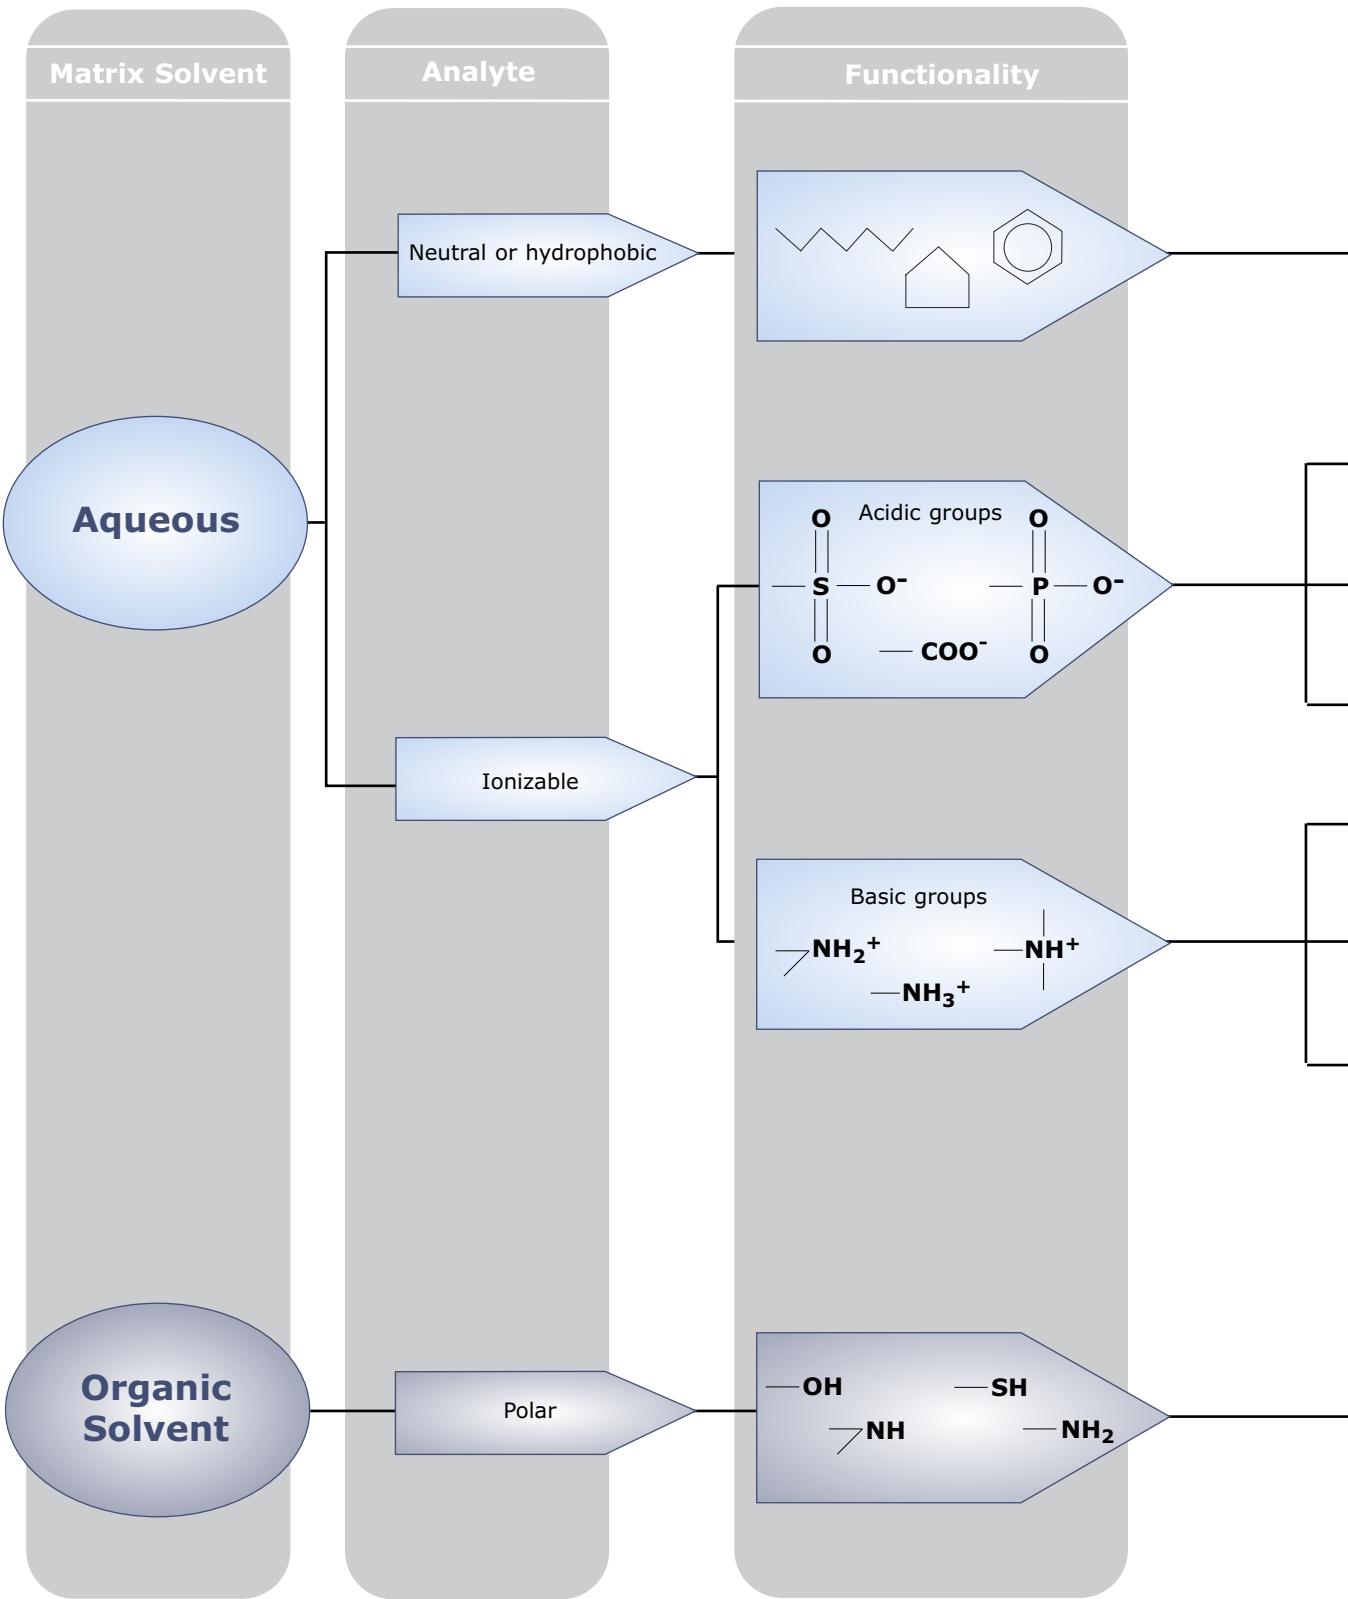 Matrix Solvent
Analyte
Functionality
Neutral or hydrophobic
Aqueous
Acidic groups
O
O
S
O⁻
P
O⁻
O
COO⁻
O
Ionizable
Basic groups
NH₂⁺
NH⁺
NH₃⁺
Organic
Solvent
Polar
OH
SH
NH
NH₂